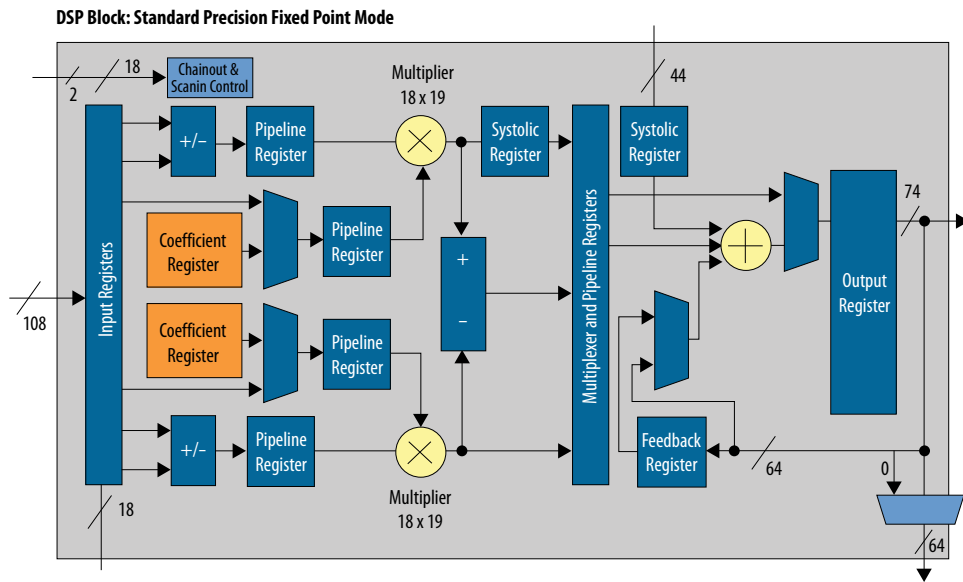 DSP Block: Standard Precision Fixed Point Mode
18
2
Chainout &
Scanin Control
Multiplier
18 x 19
44
+/–
Pipeline
Register
Systolic
Register
Systolic
Register
Input Registers
Coefficient
Register
Pipeline
Register
Multiplexer and Pipeline Registers
74
+
–
Output
Register
108
Coefficient
Register
Pipeline
Register
+/–
Pipeline
Register
Feedback
Register
64
0
Multiplier
18 x 19
18
64